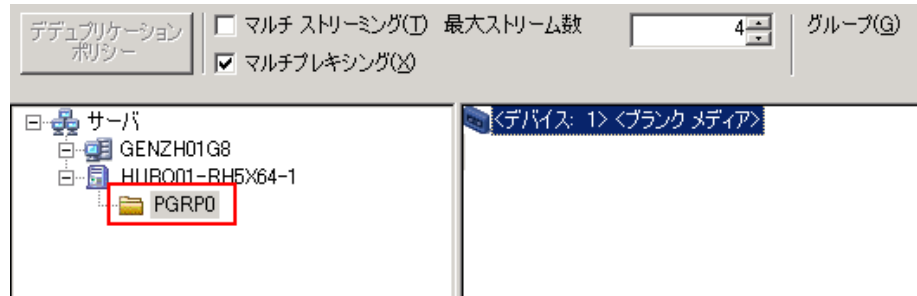 デデュプリケーション
ポリシー
マルチ ストリーミング(T) 最大ストリーム数 4 グループ(G)
マルチプレキシング(X)
サーバ
GENZH01G8
HUBO01-RH5X64-1
PGRP0
<デバイス: 1> <ブランク メディア>